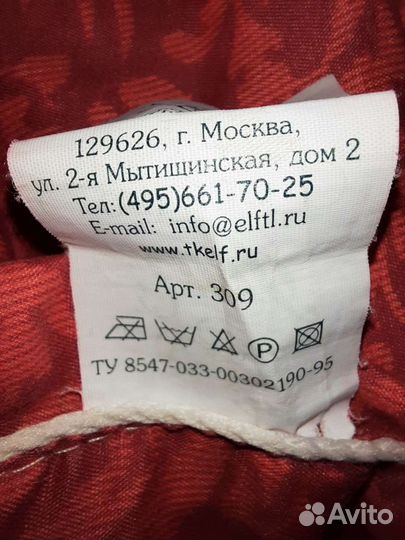 129626, г. Москва,
ул. 2-я Мытищинская, дом 2
Тел:(495)661-70-25
E-mail: info@elftl.ru
www.tkelf.ru
Арт. 309
P
ТУ 8547-033-00302190-95
Avito